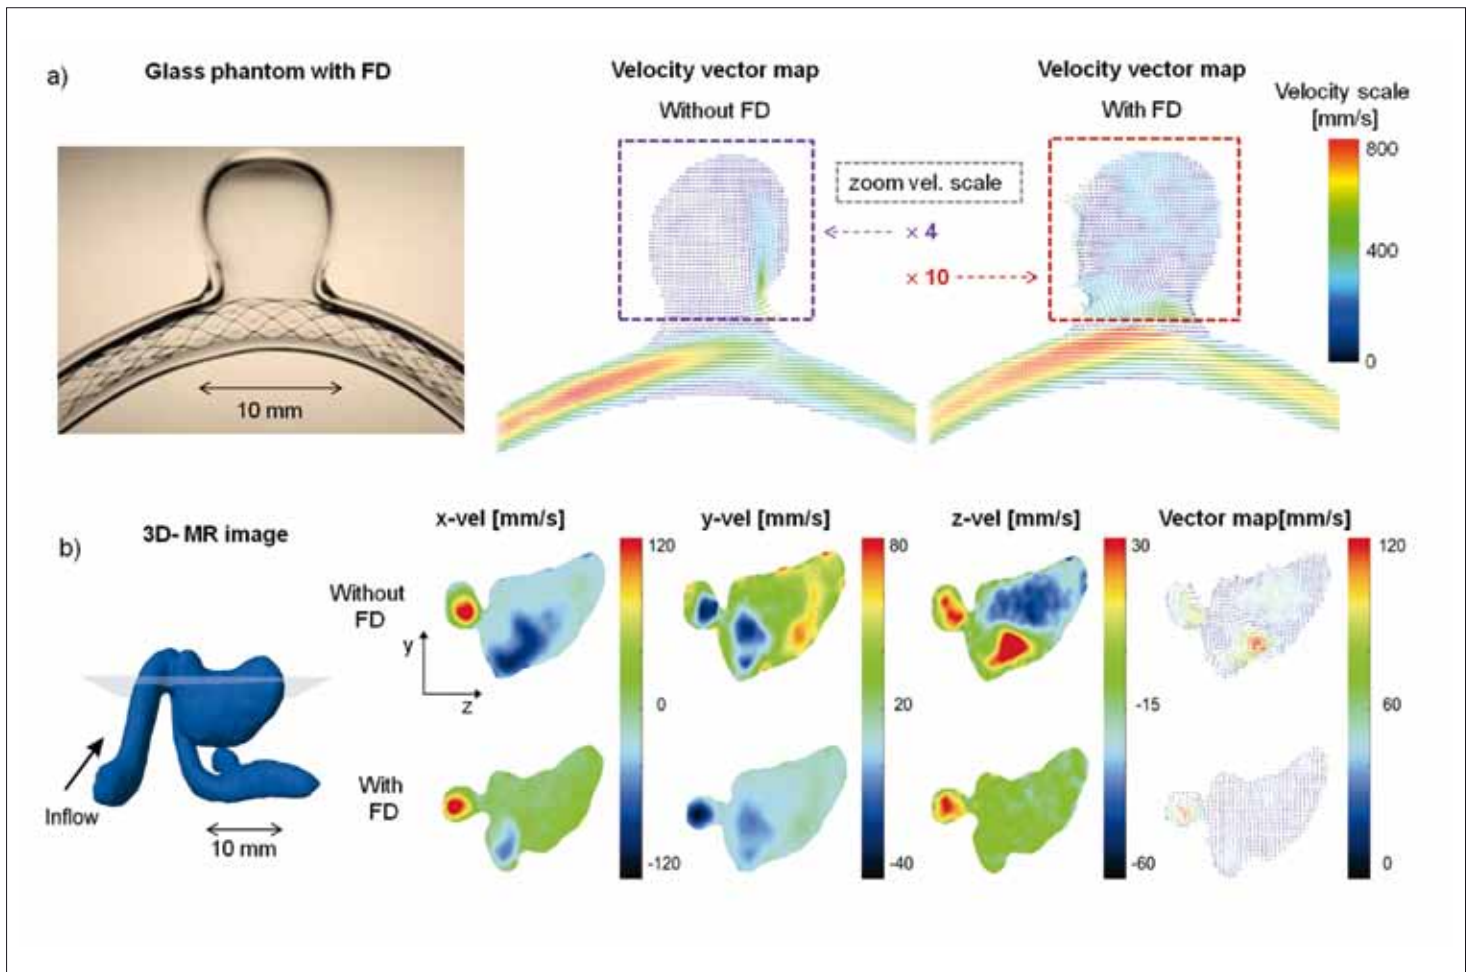 a)
Glass phantom with FD
10 mm
Velocity vector map
Without FD
zoom vel. scale
× 4
× 10
Velocity vector map
With FD
Velocity scale
[mm/s]
800
400
0
b)
3D- MR image
Inflow
10 mm
Without
FD
y
z
With
FD
x-vel [mm/s]
120
0
-120
y-vel [mm/s]
80
20
-40
z-vel [mm/s]
30
-15
-60
Vector map[mm/s]
120
60
0